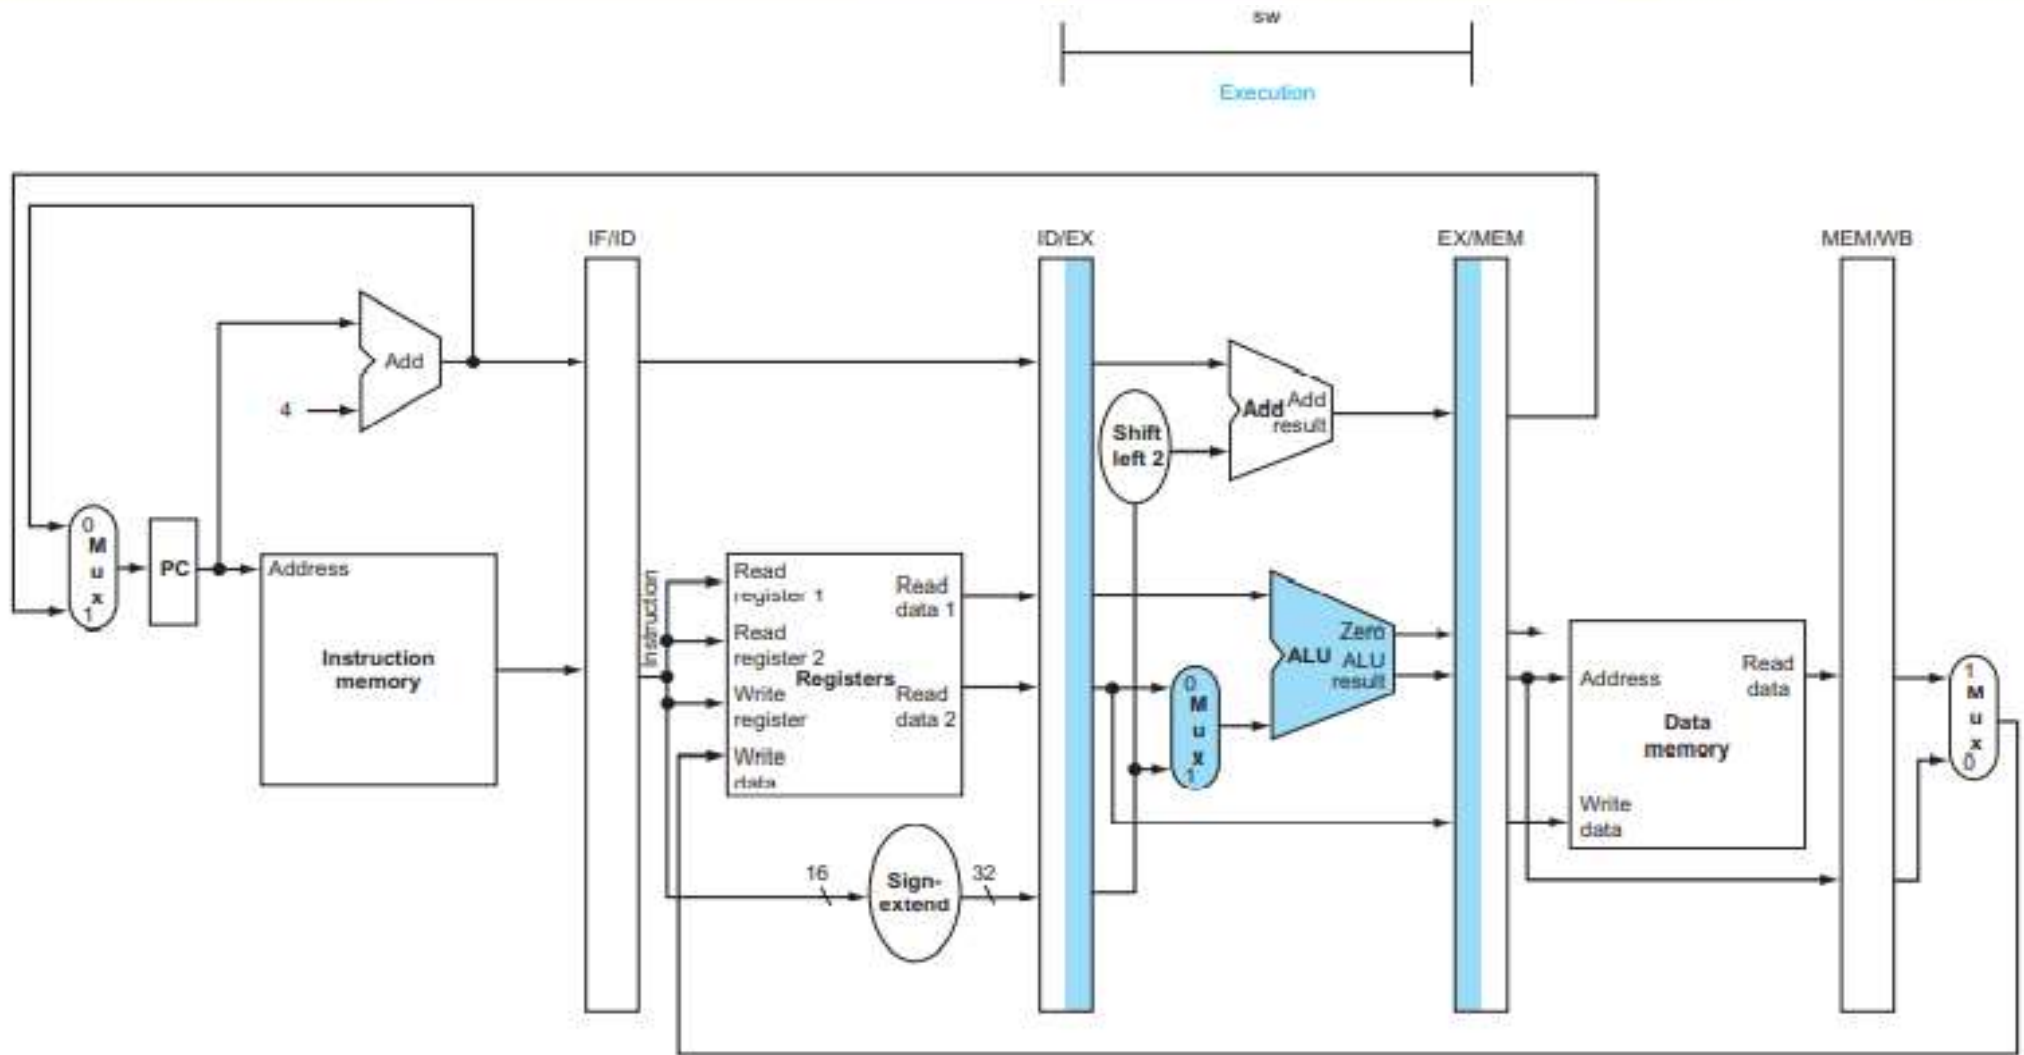 sw
Execution
IF/ID
ID/EX
EX/MEM
MEM/WB
Add
4
Add
Add
result
Shift
left 2
0
M
u
x
1
PC
Address
Instruction
memory
Instruction
Read
register 1
Read
register 2
Write
register
Write
data
Registers
Read
data 1
Read
data 2
16
Sign-
extend
32
0
M
u
x
1
Zero
ALU
ALU
result
Address
Read
data
Data
memory
Write
data
1
M
u
x
0